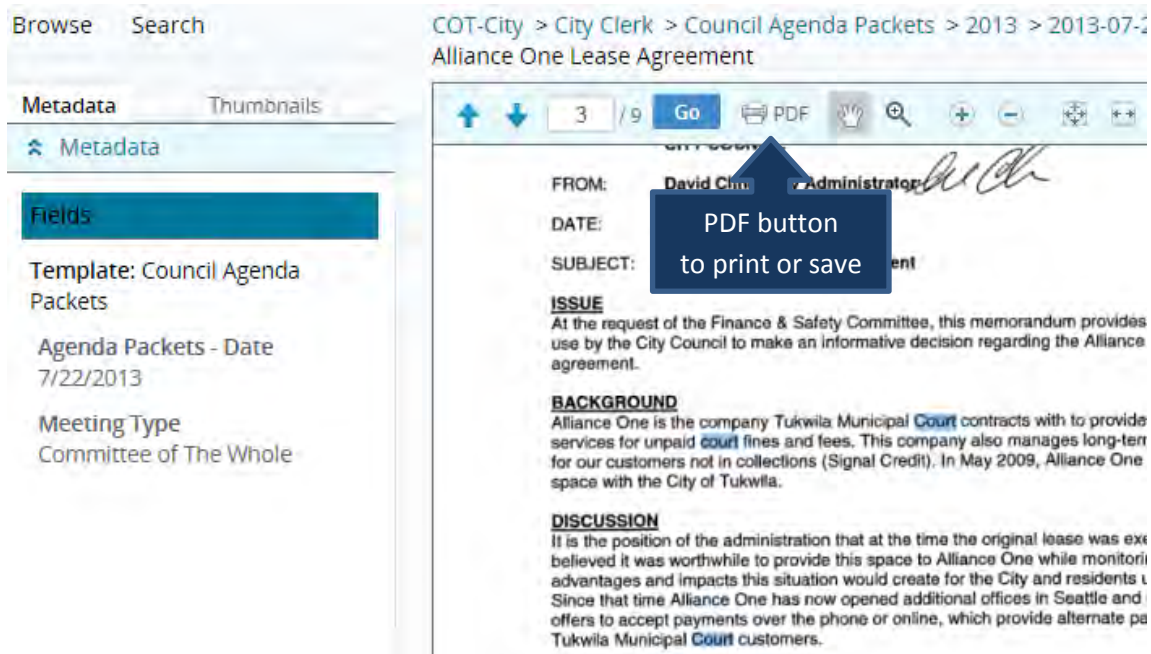 Browse Search
COT-City > City Clerk > Council Agenda Packets > 2013 > 2013-07-2
Alliance One Lease Agreement
Metadata Thumbnails
Metadata
Fields
Template: Council Agenda
Packets
Agenda Packets - Date
7/22/2013
Meeting Type
Committee of The Whole
3 / 9 Go PDF
FROM: David Administrator
DATE:
SUBJECT: ent
PDF button
to print or save
ISSUE
At the request of the Finance & Safety Committee, this memorandum provides
use by the City Council to make an informative decision regarding the Alliance
agreement.
BACKGROUND
Alliance One is the company Tukwila Municipal Court contracts with to provide
services for unpaid court fines and fees. This company also manages long-terr
for our customers not in collections (Signal Credit). In May 2009, Alliance One
space with the City of Tukwila.
DISCUSSION
It is the position of the administration that at the time the original lease was exe
believed it was worthwhile to provide this space to Alliance One while monitori
advantages and impacts this situation would create for the City and residents u
Since that time Alliance One has now opened additional offices in Seattle and
offers to accept payments over the phone or online, which provide alternate pa
Tukwila Municipal Court customers.